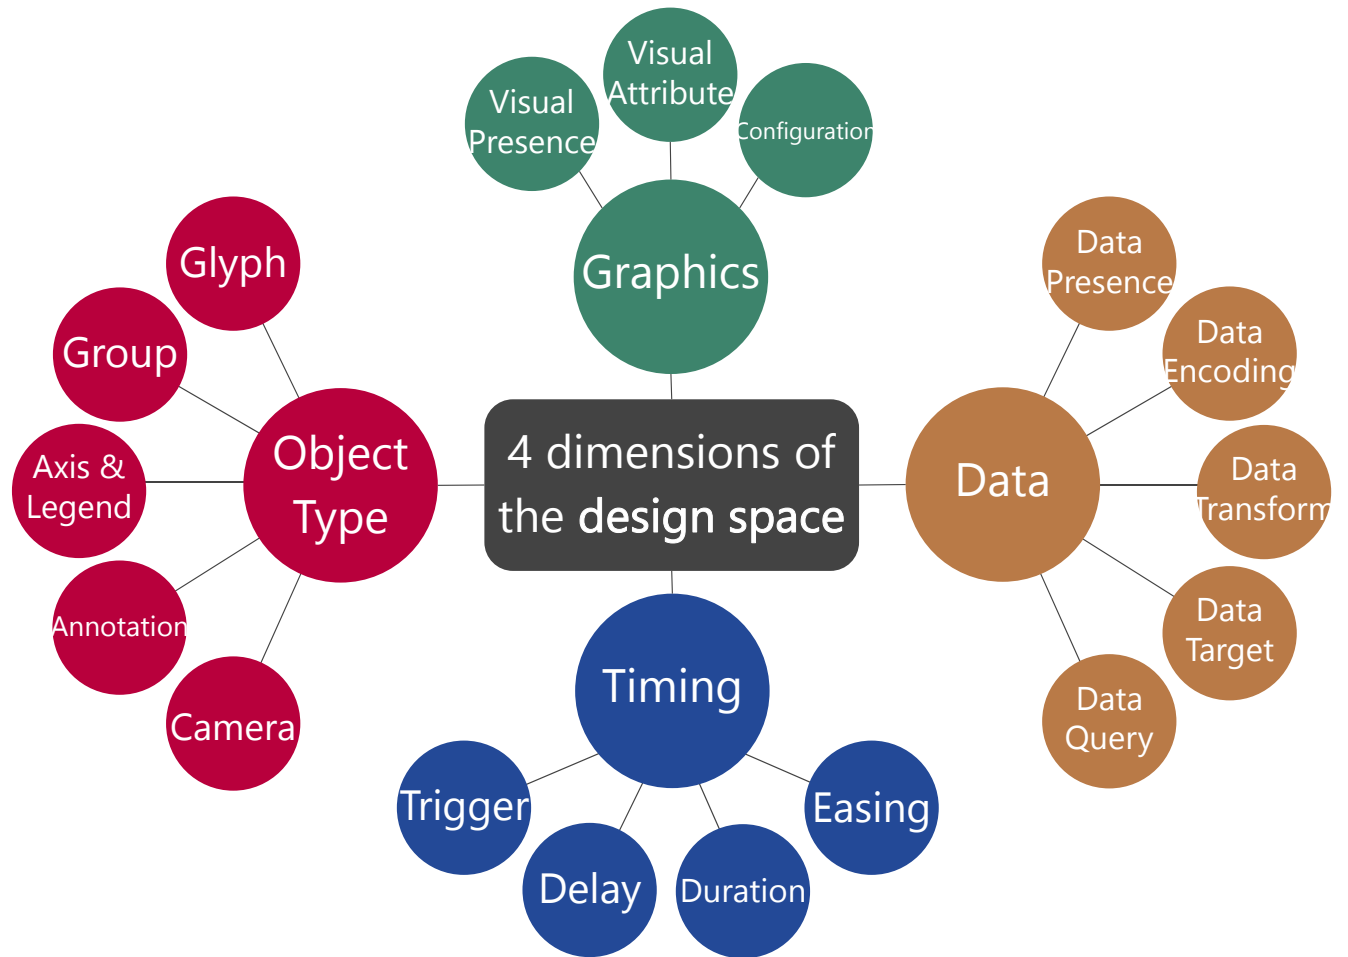 Visual
Attribute
Visual
Presence
Configuration
Graphics
Glyph
Group
Axis &
Legend
Annotation
Camera
Object
Type
4 dimensions of
the design space
Data
Data
Presence
Data
Encoding
Data
Transform
Data
Target
Data
Query
Timing
Trigger
Delay
Duration
Easing